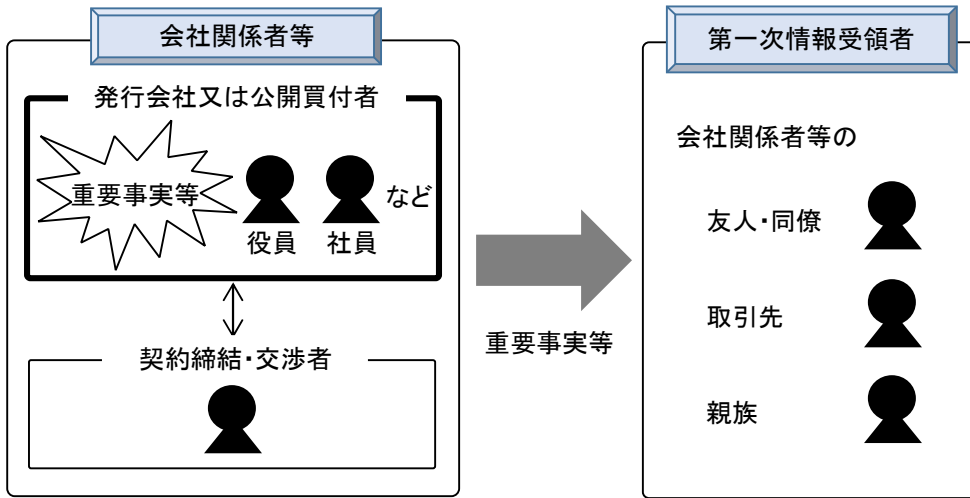 会社関係者等
発行会社又は公開買付者
重要事実等
役員
社員
など
契約締結・交渉者
重要事実等
第一次情報受領者
会社関係者等の
友人・同僚
取引先
親族